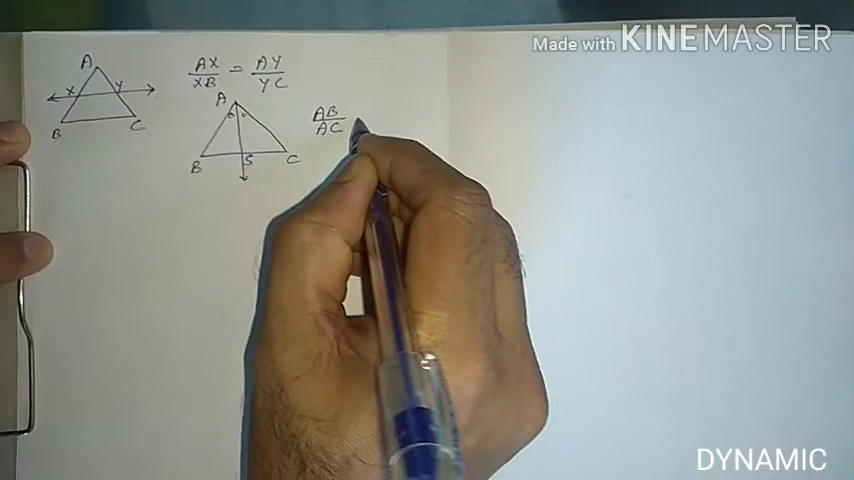 Made with KINEMASTER
A
X Y
B C
AX/XB = AY/YC
A
B S C
AB/AC
DYNAMIC